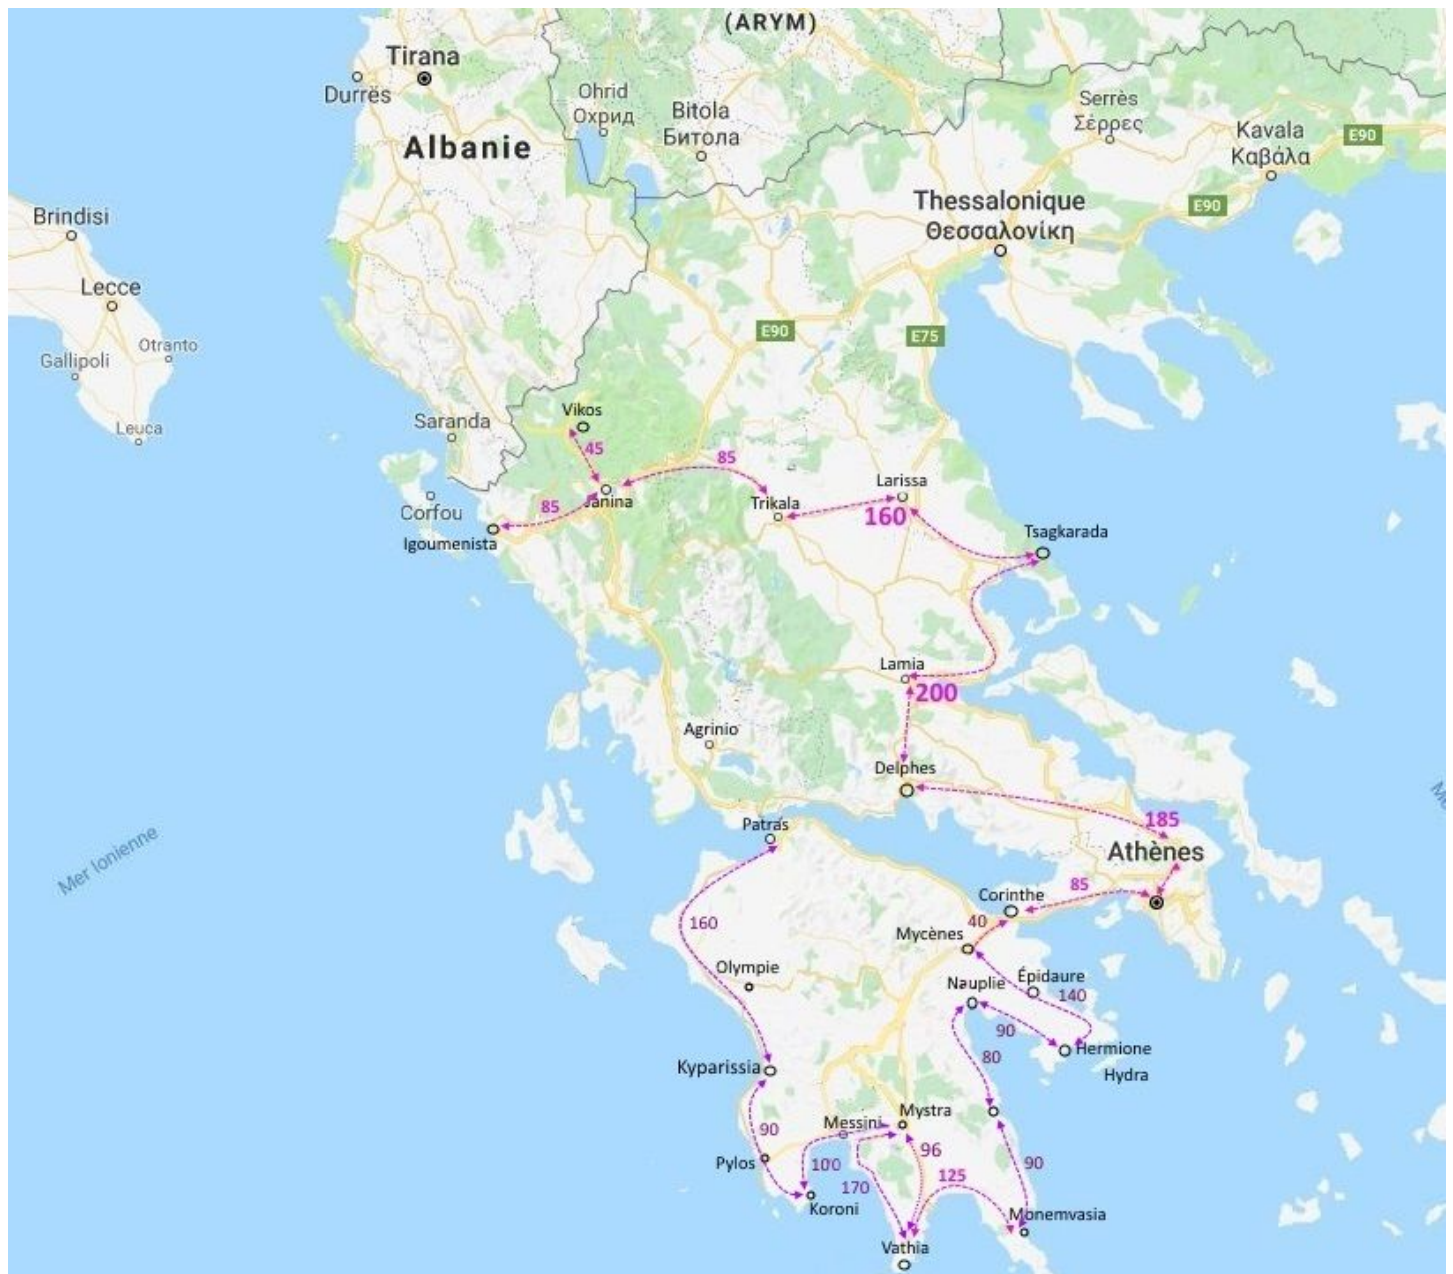 (ARYM)
Tirana
Durrës
Ohrid
Охрид
Bitola
Битола
Serrès
Σέρρες
Kavala
Καβάλα
E90
Albanie
Thessalonique
Θεσσαλονίκη
E90
Brindisi
Lecce
Otranto
Gallipoli
Leuca
E90
E75
Vikos
Saranda
45
85
Larissa
Janina
Trikala
160
85
Corfou
Igoumenista
Tsagkarada
Lamia
200
Agrinio
Delphes
185
Patras
Athènes
Mer Ionienne
Corinthe
85
160
40
Mycènes
Olympie
Épidaure
Nauplie
140
90
80
Hermione
Hydra
Kyparissia
Mystra
Messini
90
96
Pylos
100
170
125
90
Koroni
Monemvasia
Vathia